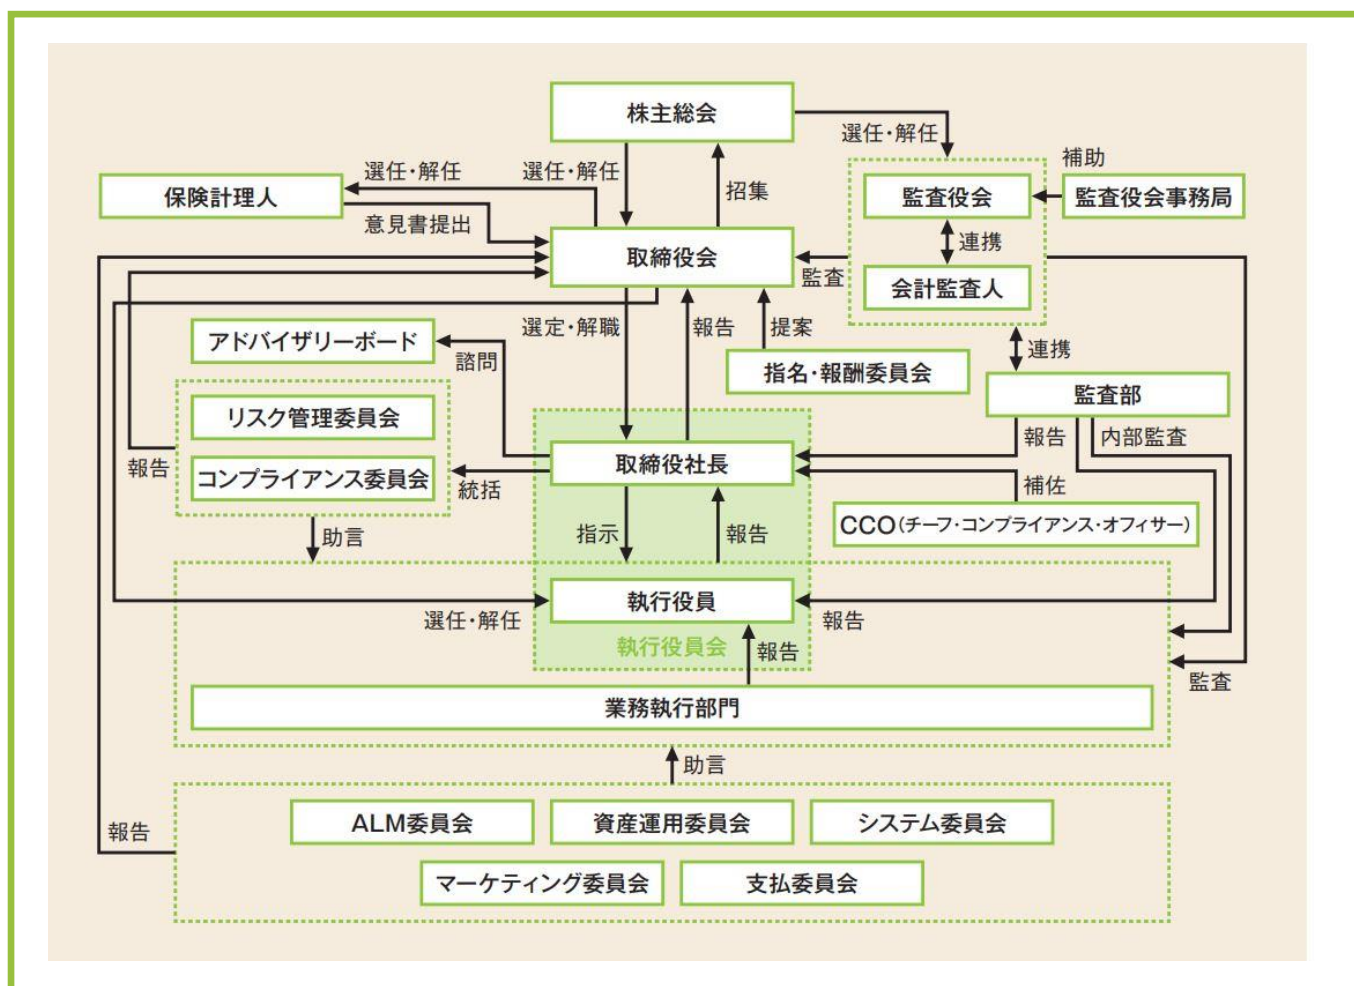 株主総会
選任・解任
補助
選任・解任
選任・解任
招集
保険計理人
監査役会
監査役会事務局
意見書提出
連携
取締役会
監査
会計監査人
選定・解職
報告
提案
アドバイザリーボード
諮問
連携
指名・報酬委員会
監査部
リスク管理委員会
報告
内部監査
報告
コンプライアンス委員会
統括
取締役社長
補佐
CCO(チーフ・コンプライアンス・オフィサー)
助言
指示
報告
執行役員
選任・解任
報告
執行役員会
報告
監査
業務執行部門
助言
報告
ALM委員会
資産運用委員会
システム委員会
マーケティング委員会
支払委員会